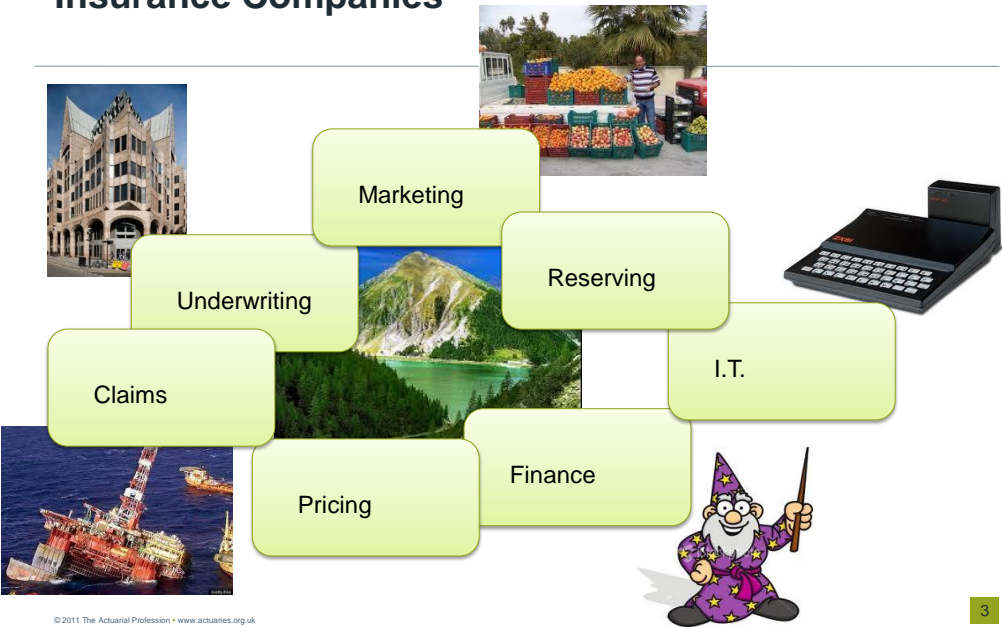 Insurance Companies
Marketing
Reserving
Underwriting
I.T.
Claims
Finance
Pricing
© 2011 The Actuarial Profession • www.actuaries.org.uk
3